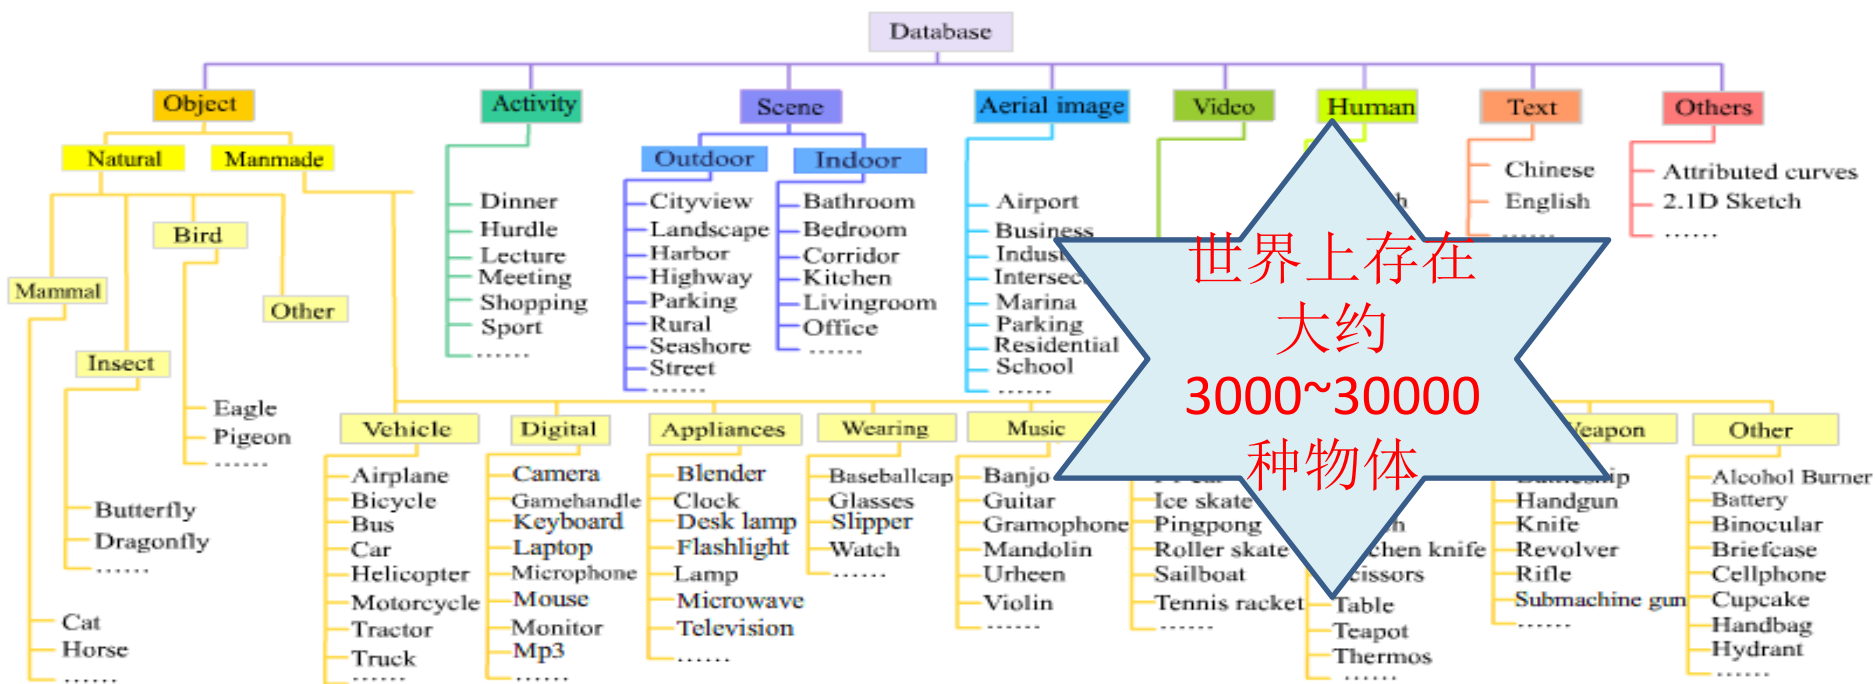 Database
Object
Activity
Scene
Aerial image
Video
Human
Text
Others
Natural
Manmade
Outdoor
Indoor
Mammal
Cat
Horse
......
Insect
Butterfly
Dragonfly
......
Bird
Eagle
Pigeon
......
Other
Dinner
Hurdle
Lecture
Meeting
Shopping
Sport
......
Cityview
Landscape
Harbor
Highway
Parking
Rural
Seashore
Street
......
Bathroom
Bedroom
Corridor
Kitchen
Livingroom
Office
......
Airport
Business
Marina
Parking
Residential
School
......
Chinese
English
......
Attributed curves
2.1D Sketch
......
世界上存在
大约
3000~30000
种物体
Vehicle
Airplane
Bicycle
Bus
Car
Helicopter
Motorcycle
Tractor
Truck
......
Digital
Camera
Gamehandle
Keyboard
Laptop
Microphone
Mouse
Monitor
Mp3
......
Appliances
Blender
Clock
Desk lamp
Flashlight
Lamp
Microwave
Television
......
Wearing
Baseballcap
Glasses
Slipper
Watch
......
Music
Banjo
Guitar
Gramophone
Mandolin
Urheen
Violin
......
Ice skate
Pingpong
Roller skate
Sailboat
Tennis racket
......
knife
Table
Teapot
Thermos
......
Handgun
Knife
Revolver
Rifle
Submachine gun
......
Other
Alcohol Burner
Battery
Binocular
Briefcase
Cellphone
Cupcake
Handbag
Hydrant
......